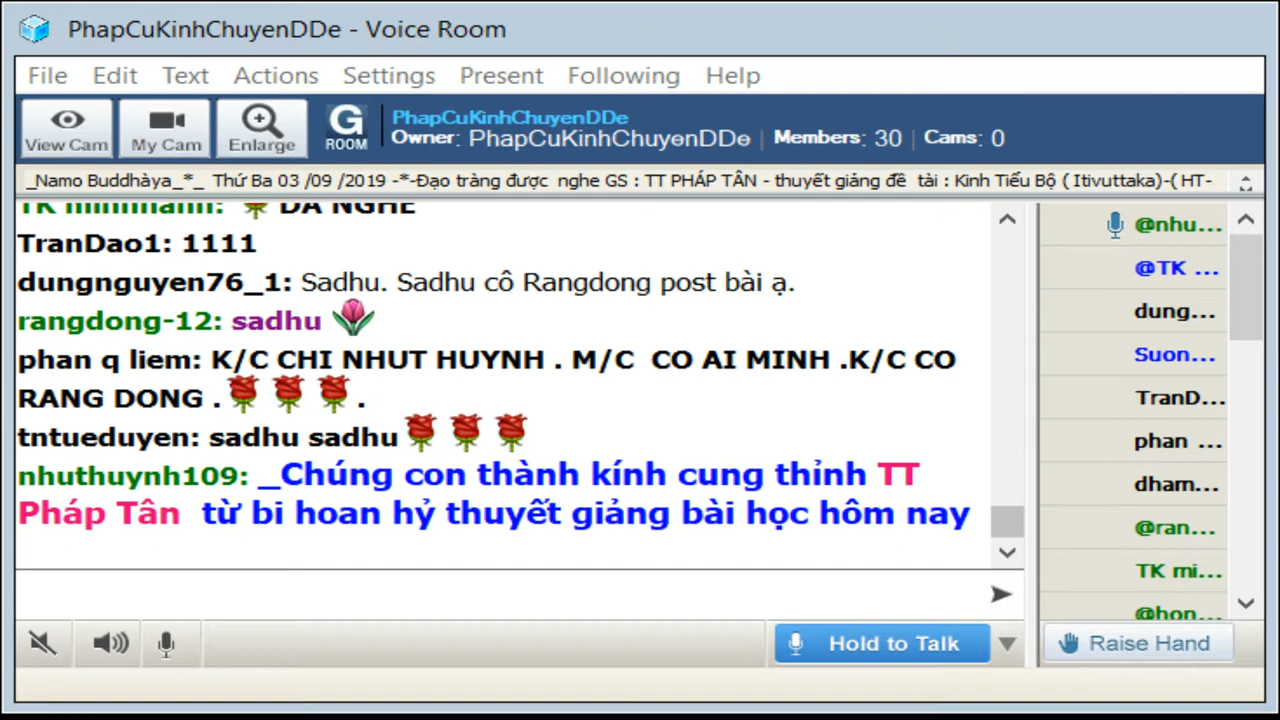 PhapCuKinhChuyenDDe - Voice Room
File Edit Text Actions Settings Present Following Help
View Cam My Cam Enlarge G ROOM
PhapCuKinhChuyenDDe
Owner: PhapCuKinhChuyenDDe | Members: 30 | Cams: 0
_Namo Buddhàya_*_ Thứ Ba 03 /09 /2019 -*-Đạo tràng được nghe GS : TT PHÁP TÂN - thuyết giảng đề tài : Kinh Tiểu Bộ ( Itivuttaka)-( HT-
DA NGHE
TranDao1: 1111
dungnguyen76_1: Sadhu. Sadhu cô Rangdong post bài ạ.
rangdong-12: sadhu
phan q liem: K/C CHI NHUT HUYNH . M/C CO AI MINH .K/C CO
RANG DONG . .
tntueduyen: sadhu sadhu
nhuthuynh109: _Chúng con thành kính cung thỉnh TT
Pháp Tân từ bi hoan hỷ thuyết giảng bài học hôm nay
@nhu...
@TK ...
dung...
Suon...
TranD...
phan ...
dham...
@ran...
TK mi...
@hon...
Hold to Talk
Raise Hand